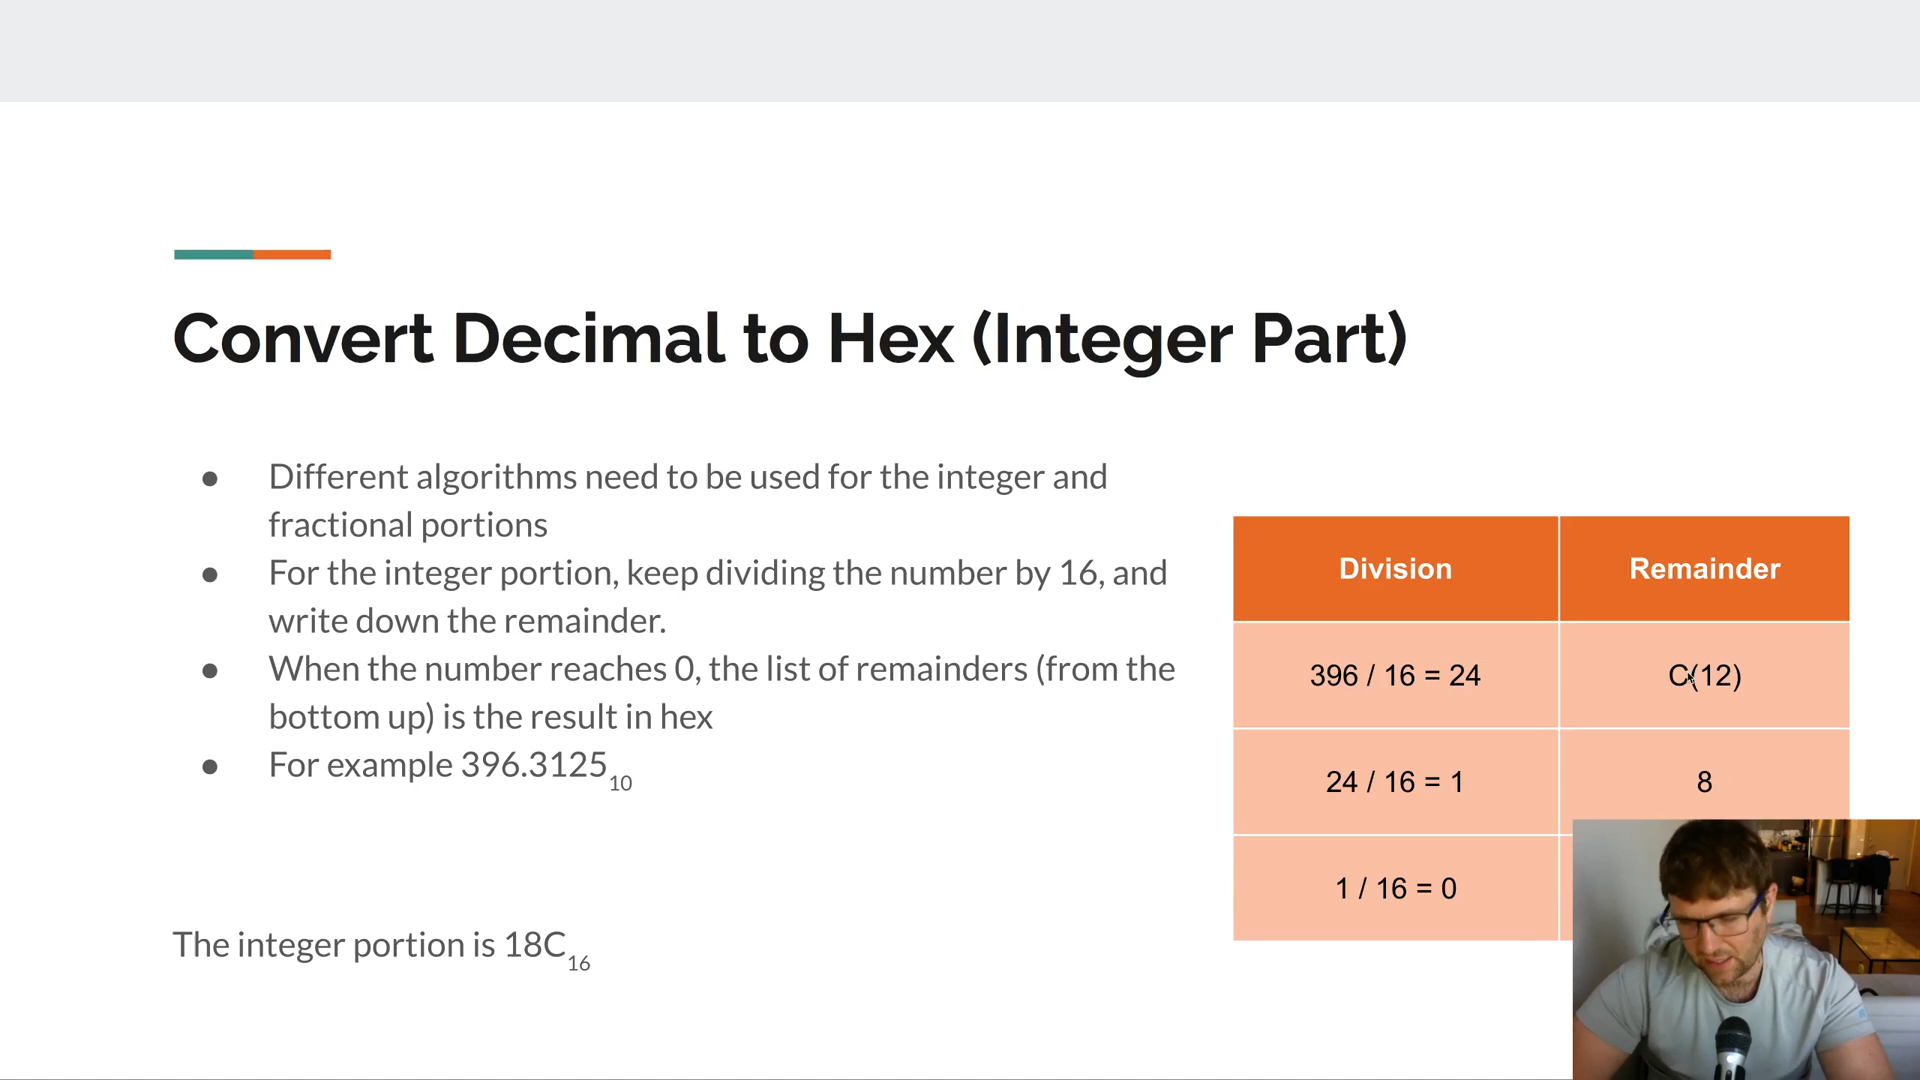 Convert Decimal to Hex (Integer Part)
● Different algorithms need to be used for the integer and
fractional portions
● For the integer portion, keep dividing the number by 16, and
write down the remainder.
● When the number reaches 0, the list of remainders (from the
bottom up) is the result in hex
● For example 396.3125₁₀
The integer portion is 18C₁₆
Division Remainder
396 / 16 = 24 C(12)
24 / 16 = 1 8
1 / 16 = 0